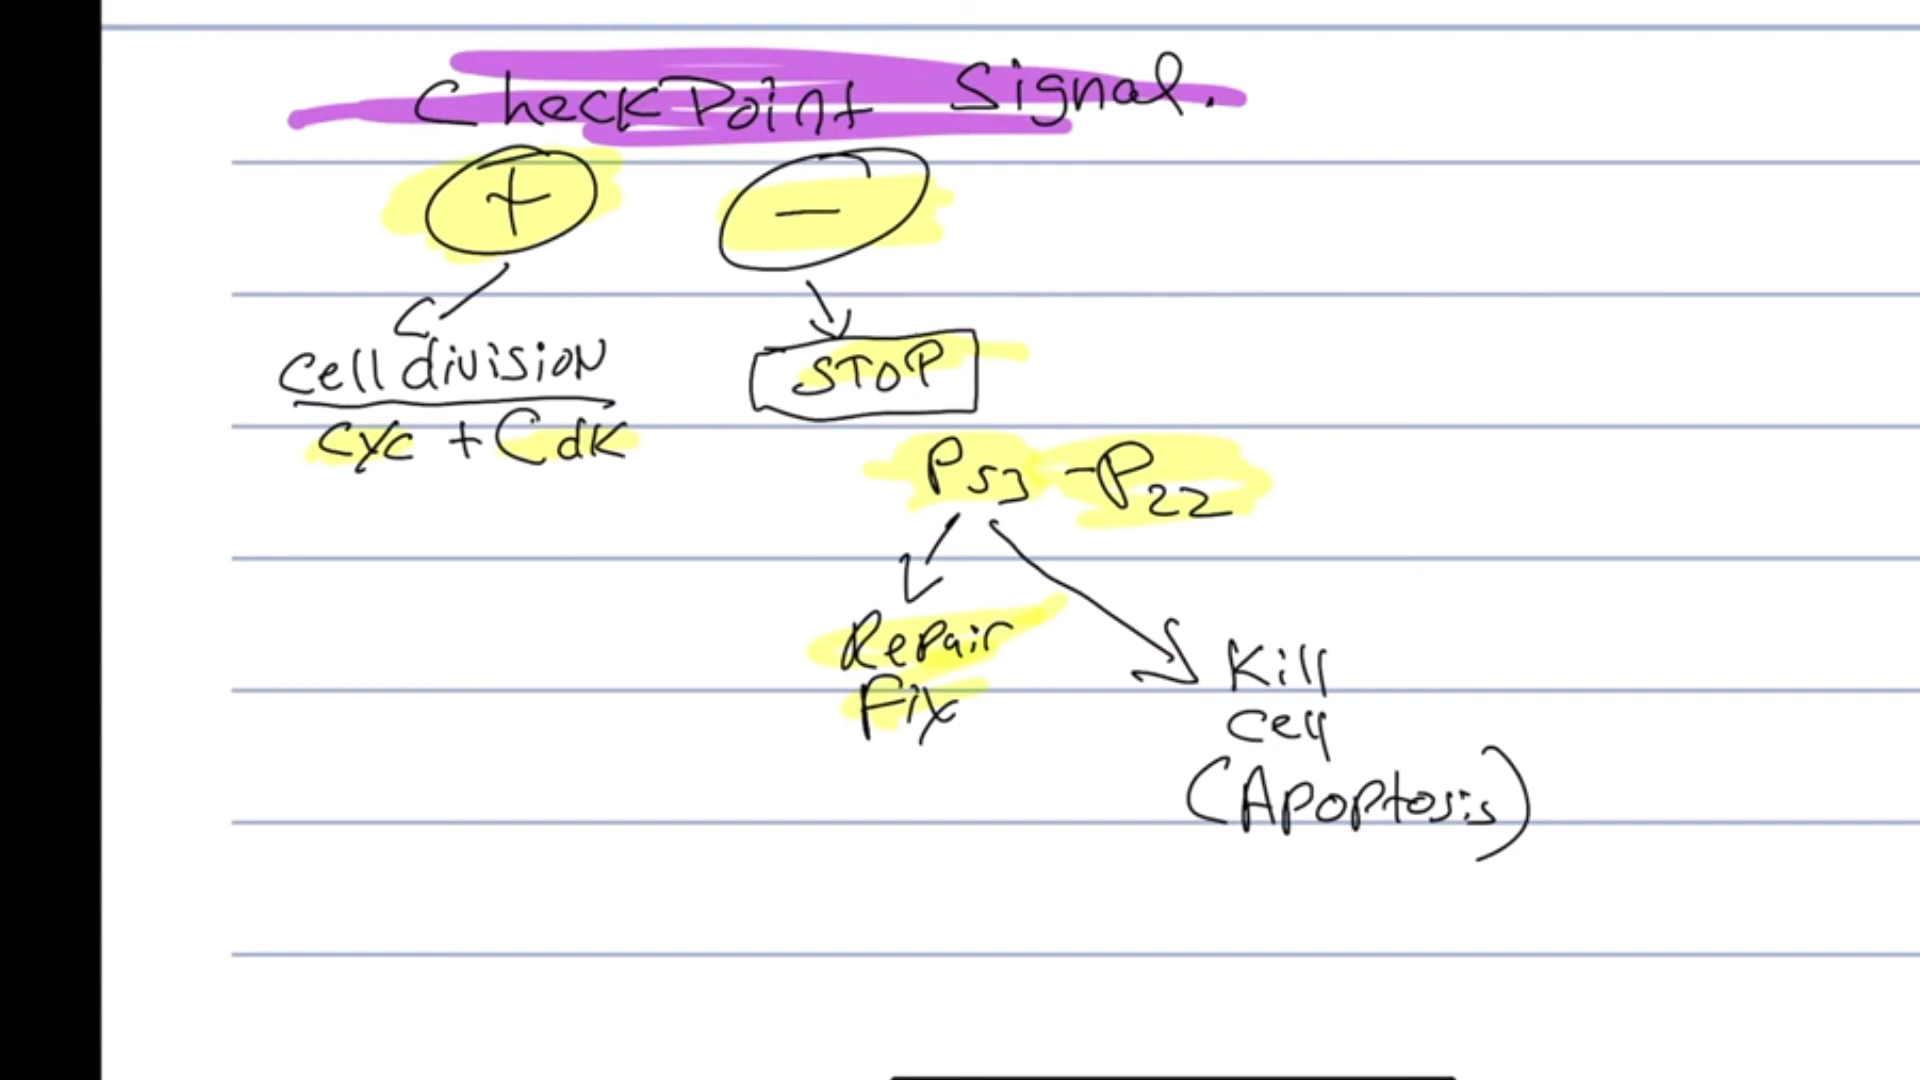 CheckPoint Signal.
+ -
Cell division STOP
Cyc + Cdk
P53 - P22
Repair
Fix
Kill
Cell
(Apoptosis)